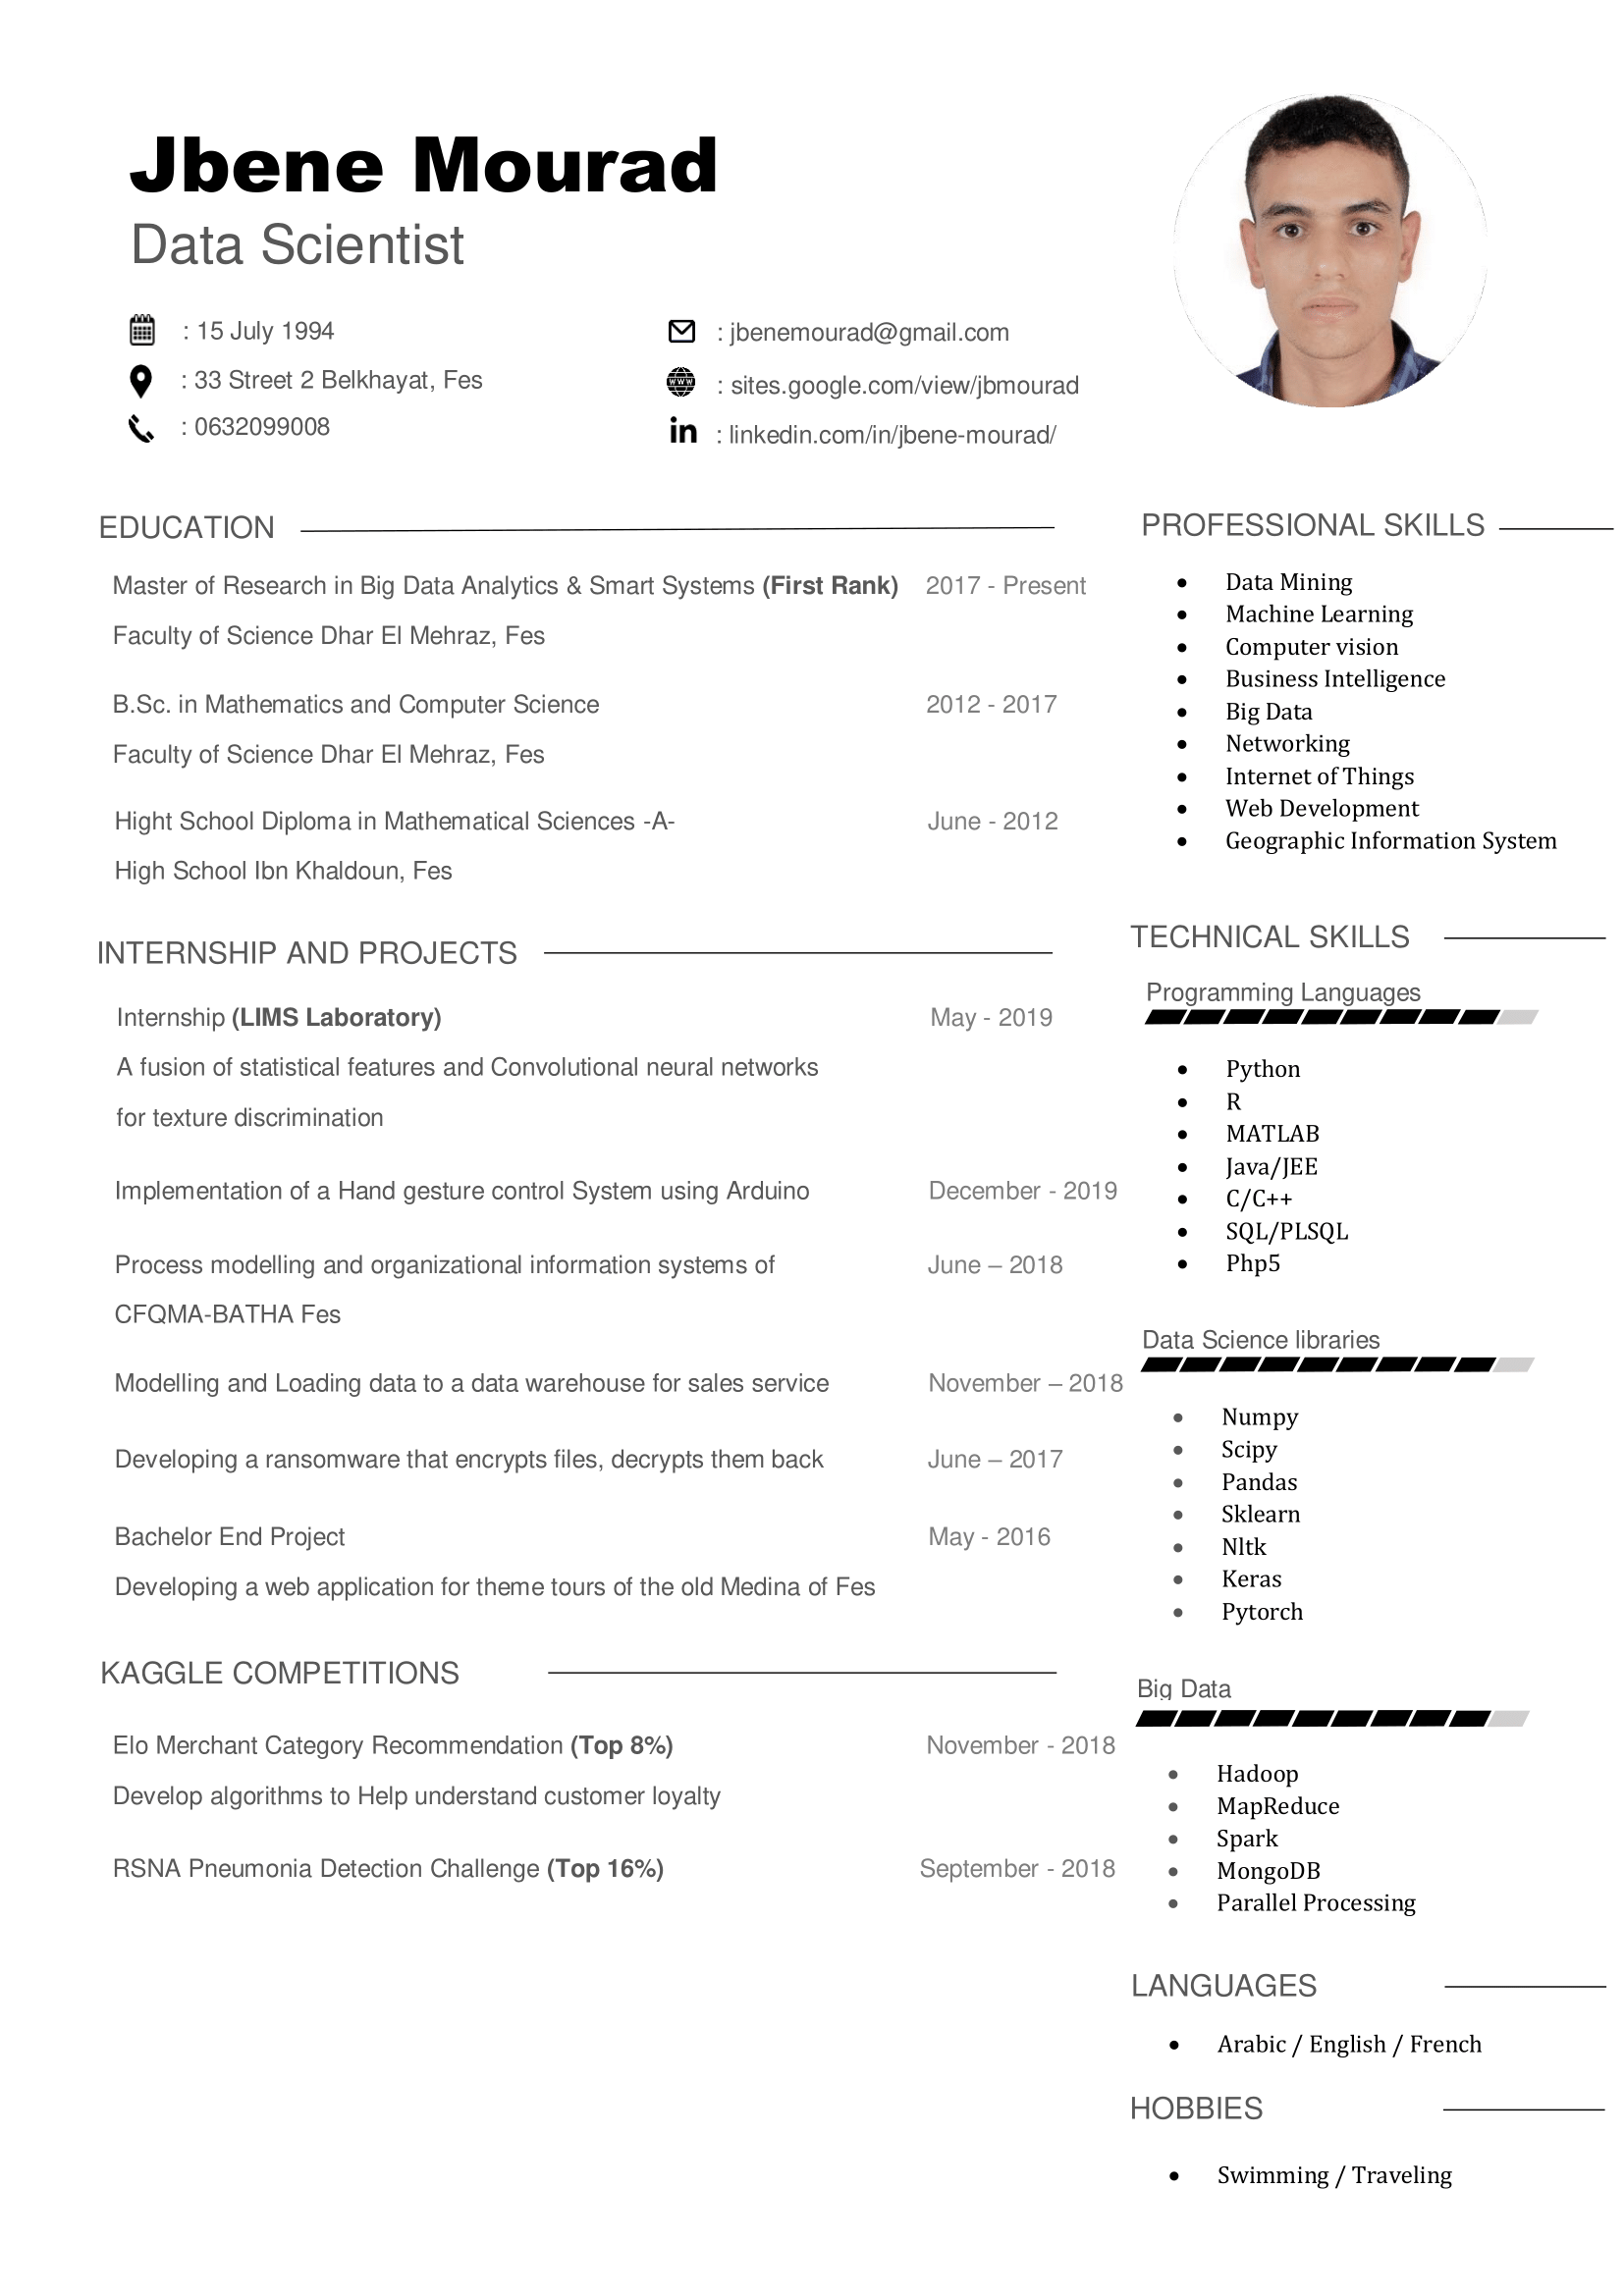 Jbene Mourad
Data Scientist
: 15 July 1994
: 33 Street 2 Belkhayat, Fes
: 0632099008
: jbenemourad@gmail.com
WWW
: sites.google.com/view/jbmourad
in : linkedin.com/in/jbene-mourad/
EDUCATION
Master of Research in Big Data Analytics & Smart Systems (First Rank) 2017 - Present
Faculty of Science Dhar El Mehraz, Fes
B.Sc. in Mathematics and Computer Science 2012 - 2017
Faculty of Science Dhar El Mehraz, Fes
Hight School Diploma in Mathematical Sciences -A- June - 2012
High School Ibn Khaldoun, Fes
INTERNSHIP AND PROJECTS
Internship (LIMS Laboratory) May - 2019
A fusion of statistical features and Convolutional neural networks
for texture discrimination
Implementation of a Hand gesture control System using Arduino December - 2019
Process modelling and organizational information systems of June – 2018
CFQMA-BATHA Fes
Modelling and Loading data to a data warehouse for sales service November – 2018
Developing a ransomware that encrypts files, decrypts them back June – 2017
Bachelor End Project May - 2016
Developing a web application for theme tours of the old Medina of Fes
KAGGLE COMPETITIONS
Elo Merchant Category Recommendation (Top 8%) November - 2018
Develop algorithms to Help understand customer loyalty
RSNA Pneumonia Detection Challenge (Top 16%) September - 2018
PROFESSIONAL SKILLS
• Data Mining
• Machine Learning
• Computer vision
• Business Intelligence
• Big Data
• Networking
• Internet of Things
• Web Development
• Geographic Information System
TECHNICAL SKILLS
Programming Languages
• Python
• R
• MATLAB
• Java/JEE
• C/C++
• SQL/PLSQL
• Php5
Data Science libraries
• Numpy
• Scipy
• Pandas
• Sklearn
• Nltk
• Keras
• Pytorch
Big Data
• Hadoop
• MapReduce
• Spark
• MongoDB
• Parallel Processing
LANGUAGES
• Arabic / English / French
HOBBIES
• Swimming / Traveling